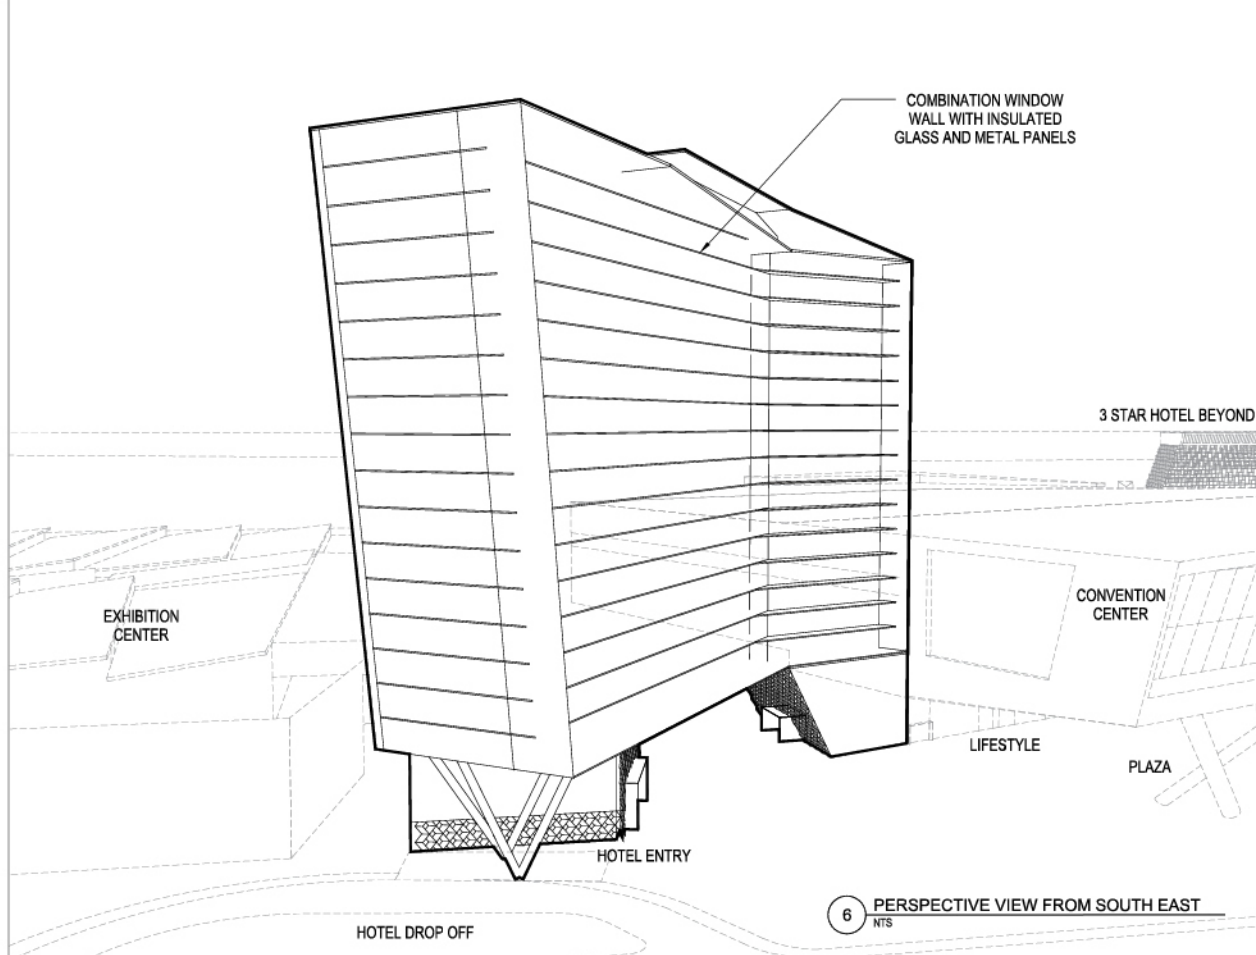 COMBINATION WINDOW
WALL WITH INSULATED
GLASS AND METAL PANELS
3 STAR HOTEL BEYOND
EXHIBITION
CENTER
CONVENTION
CENTER
LIFESTYLE
PLAZA
HOTEL ENTRY
HOTEL DROP OFF
6
PERSPECTIVE VIEW FROM SOUTH EAST
NTS